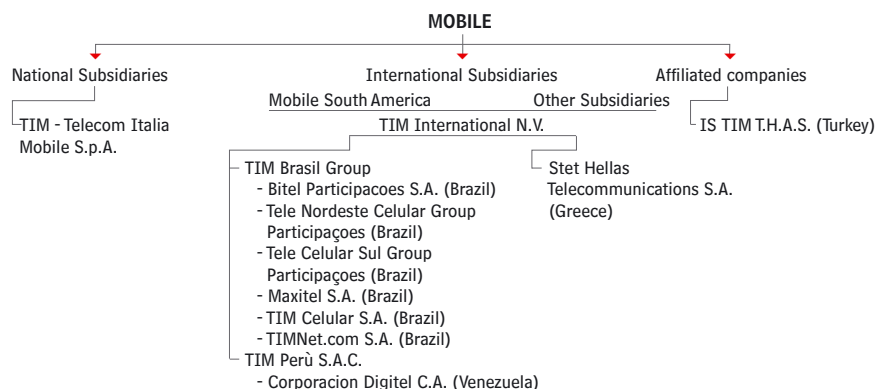 MOBILE
National Subsidiaries
International Subsidiaries
Affiliated companies
TIM - Telecom Italia
Mobile S.p.A.
Mobile South America
Other Subsidiaries
IS TIM T.H.A.S. (Turkey)
TIM International N.V.
TIM Brasil Group
- Bitel Participacoes S.A. (Brazil)
- Tele Nordeste Celular Group
Participaçoes (Brazil)
- Tele Celular Sul Group
Participaçoes (Brazil)
- Maxitel S.A. (Brazil)
- TIM Celular S.A. (Brazil)
- TIMNet.com S.A. (Brazil)
TIM Perù S.A.C.
- Corporacion Digitel C.A. (Venezuela)
Stet Hellas
Telecommunications S.A.
(Greece)